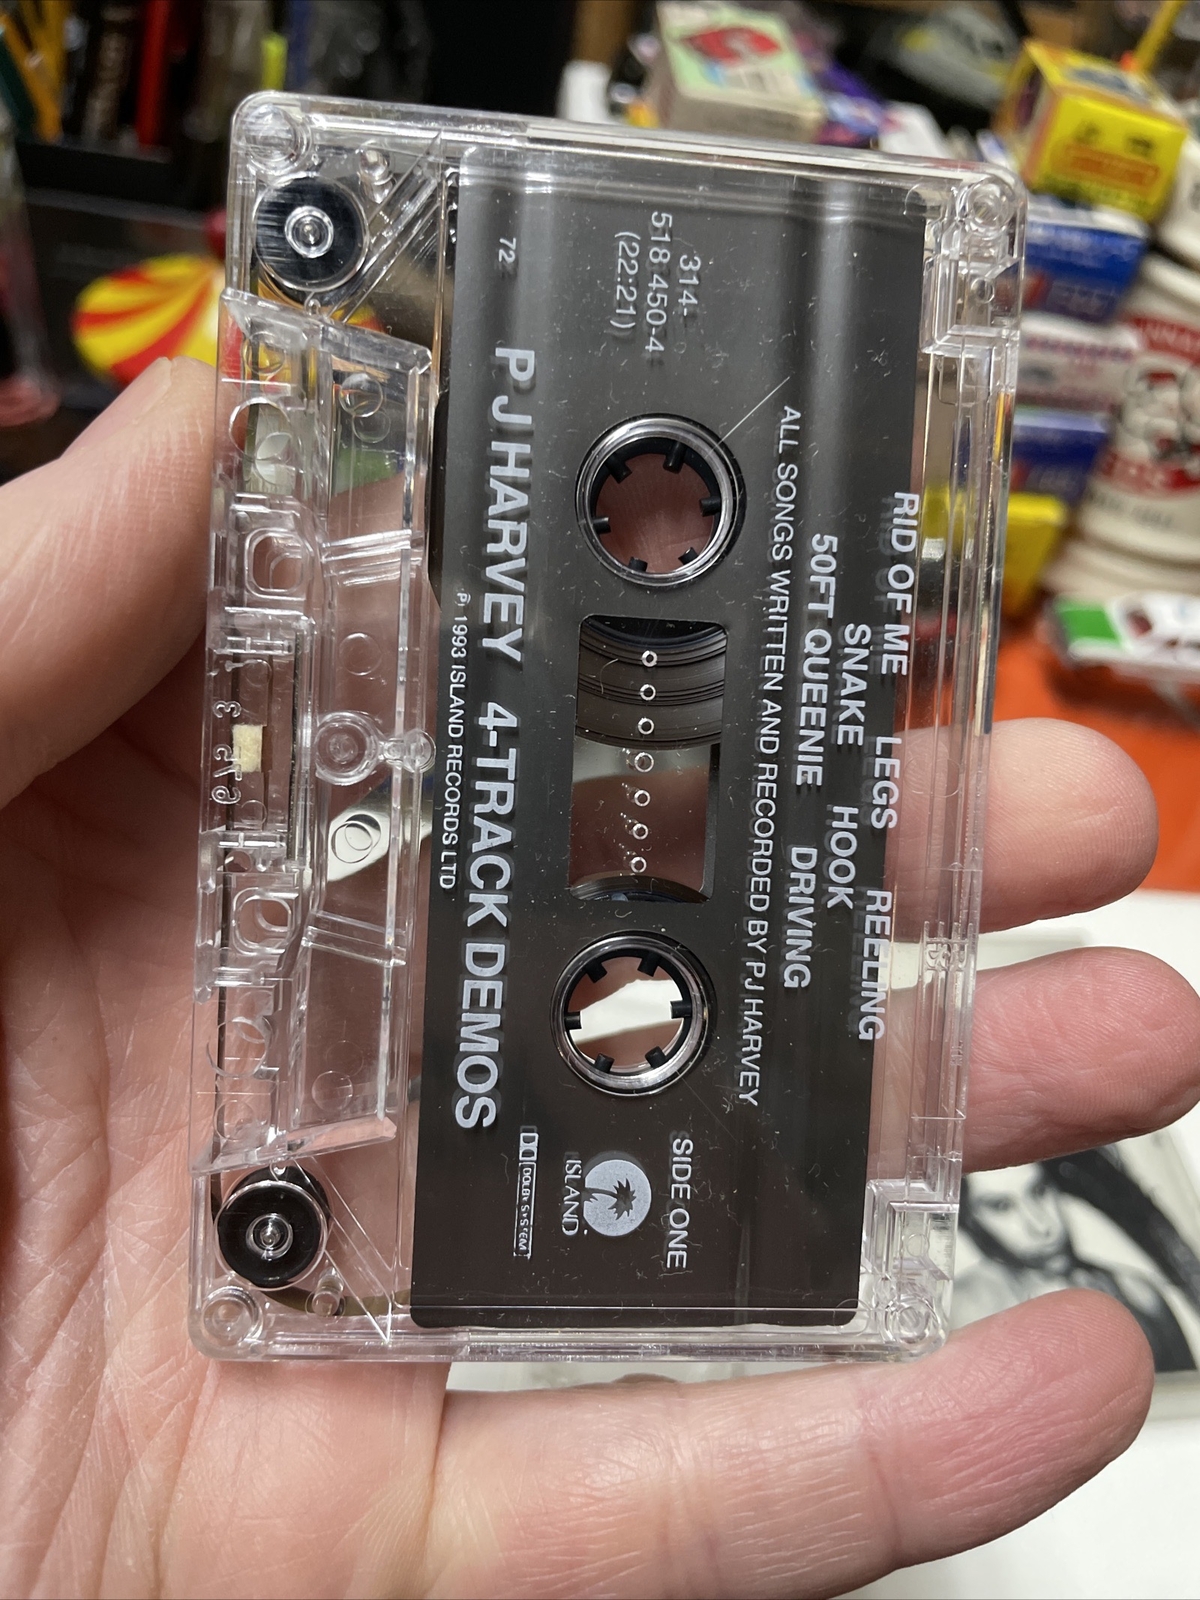 RID OF ME LEGS REELING
SNAKE HOOK
50FT QUEENIE DRIVING
ALL SONGS WRITTEN AND RECORDED BY PJ HARVEY
314-
518 450-4
(22:21)
SIDE ONE
ISLAND
DOLBY SYSTEM
72
PJ HARVEY 4-TRACK DEMOS
℗ 1993 ISLAND RECORDS LTD